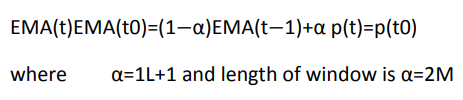 EMA(t)EMA(t0)=(1−α)EMA(t−1)+α p(t)=p(t0)
where α=1L+1 and length of window is α=2M